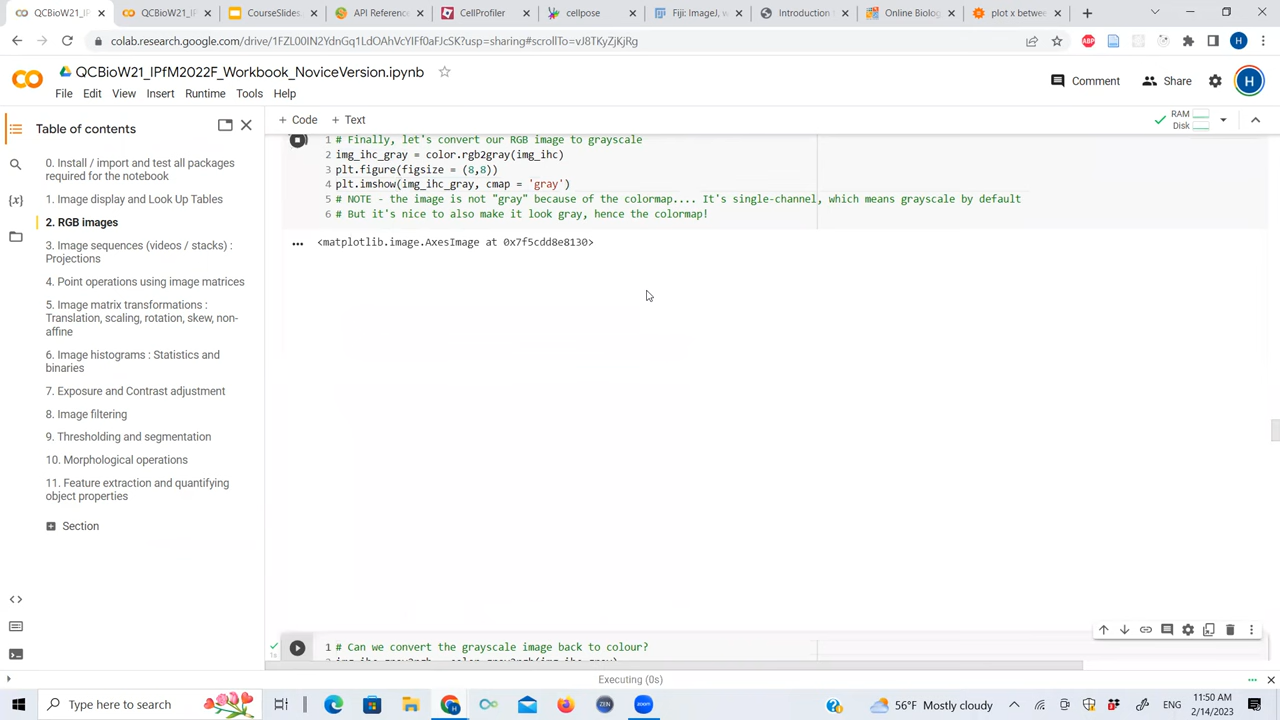 QCBioW21_IPf
QCBioW21_IP
CourseSlides.
API Reference
CellProfiler
cellpose
Fiji: ImageJ, w
Introduction
Online Biolog
plot x betwee
colab.research.google.com/drive/1FZL00IN2YdnGq1LdOAhVcYIFf0aFJcSK?usp=sharing#scrollTo=vJ8TKyZjKjRg
ABP
H
CO
QCBioW21_IPfM2022F_Workbook_NoviceVersion.ipynb
File Edit View Insert Runtime Tools Help
Comment
Share
H
Table of contents
+ Code + Text
RAM
Disk
0. Install / import and test all packages
required for the notebook
1. Image display and Look Up Tables
2. RGB images
3. Image sequences (videos / stacks) :
Projections
4. Point operations using image matrices
5. Image matrix transformations :
Translation, scaling, rotation, skew, non-
affine
6. Image histograms : Statistics and
binaries
7. Exposure and Contrast adjustment
8. Image filtering
9. Thresholding and segmentation
10. Morphological operations
11. Feature extraction and quantifying
object properties
Section
1 # Finally, let's convert our RGB image to grayscale
2 img_ihc_gray = color.rgb2gray(img_ihc)
3 plt.figure(figsize = (8,8))
4 plt.imshow(img_ihc_gray, cmap = 'gray')
5 # NOTE - the image is not "gray" because of the colormap.... It's single-channel, which means grayscale by default
6 # But it's nice to also make it look gray, hence the colormap!
<matplotlib.image.AxesImage at 0x7f5cdd8e8130>
1 # Can we convert the grayscale image back to colour?
1s
Executing (0s)
Type here to search
ZEN
zoom
56°F Mostly cloudy
ENG
11:50 AM
2/14/2023